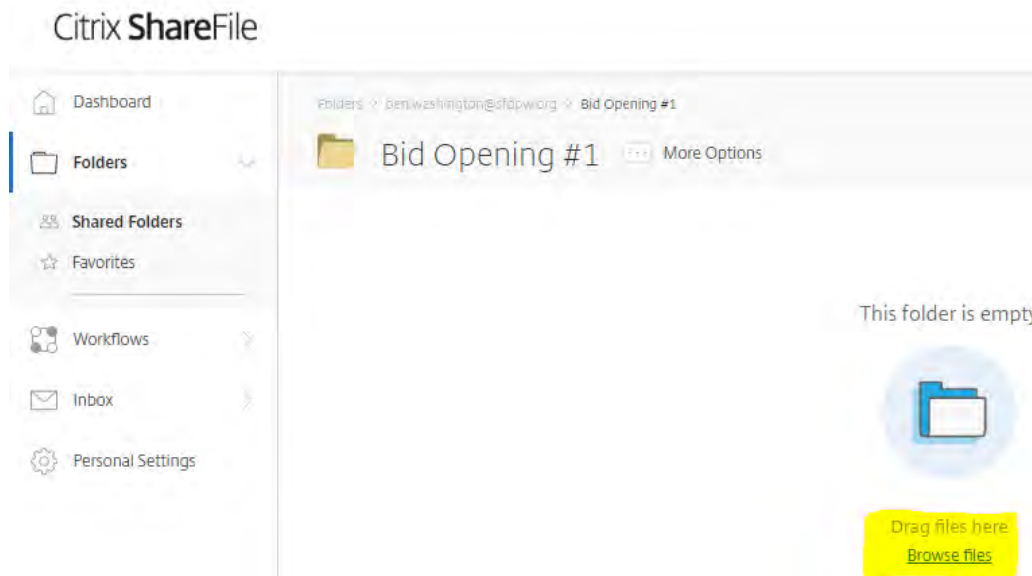 Citrix ShareFile
Dashboard
Folders
Shared Folders
Favorites
Workflows
Inbox
Personal Settings
Folders > ben.washington@sfdpw.org > Bid Opening #1
Bid Opening #1 ··· More Options
This folder is empty
Drag files here
Browse files